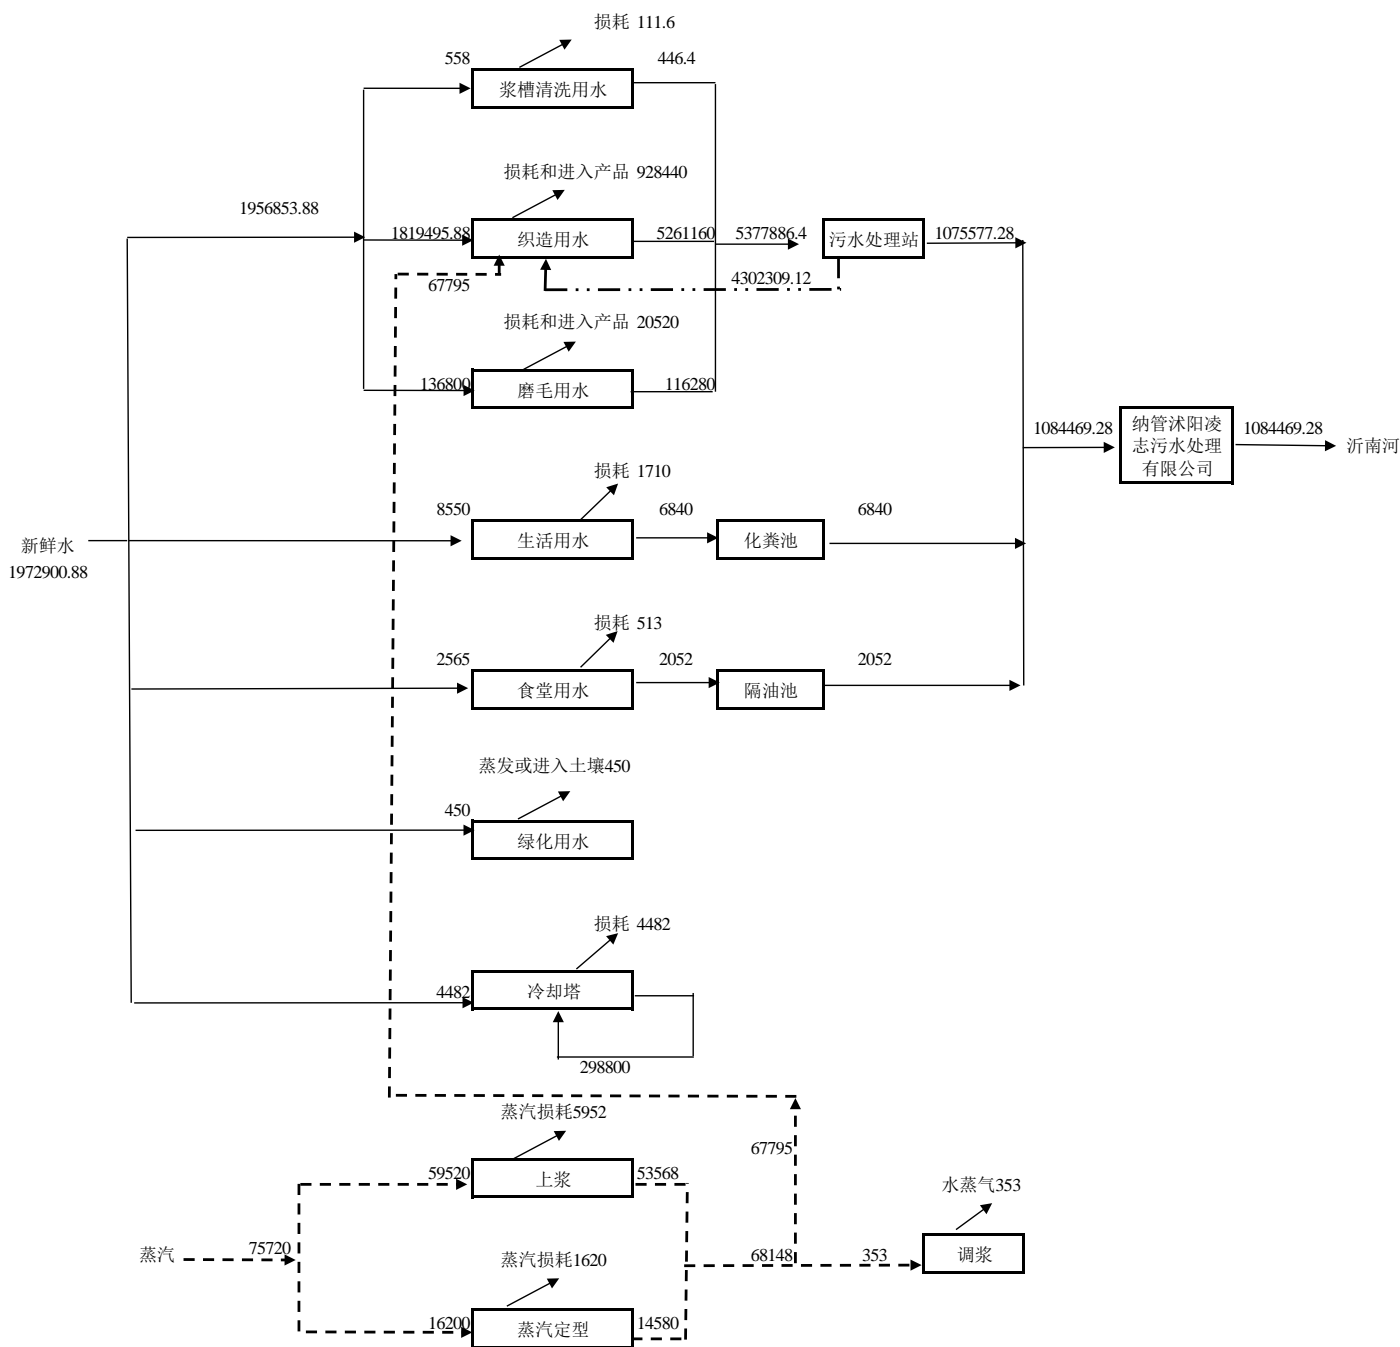 损耗 111.6
558
446.4
浆槽清洗用水
损耗和进入产品 928440
1956853.88
1819495.88
织造用水
5261160
5377886.4
污水处理站
1075577.28
67795
4302309.12
损耗和进入产品 20520
136800
磨毛用水
116280
1084469.28
纳管沭阳凌
志污水处理
有限公司
1084469.28
沂南河
损耗 1710
8550
6840
6840
新鲜水
1972900.88
生活用水
化粪池
损耗 513
2565
2052
2052
食堂用水
隔油池
蒸发或进入土壤450
450
绿化用水
损耗 4482
4482
冷却塔
298800
蒸汽损耗5952
67795
59520
上浆
53568
水蒸气353
蒸汽
75720
蒸汽损耗1620
68148
353
调浆
16200
蒸汽定型
14580